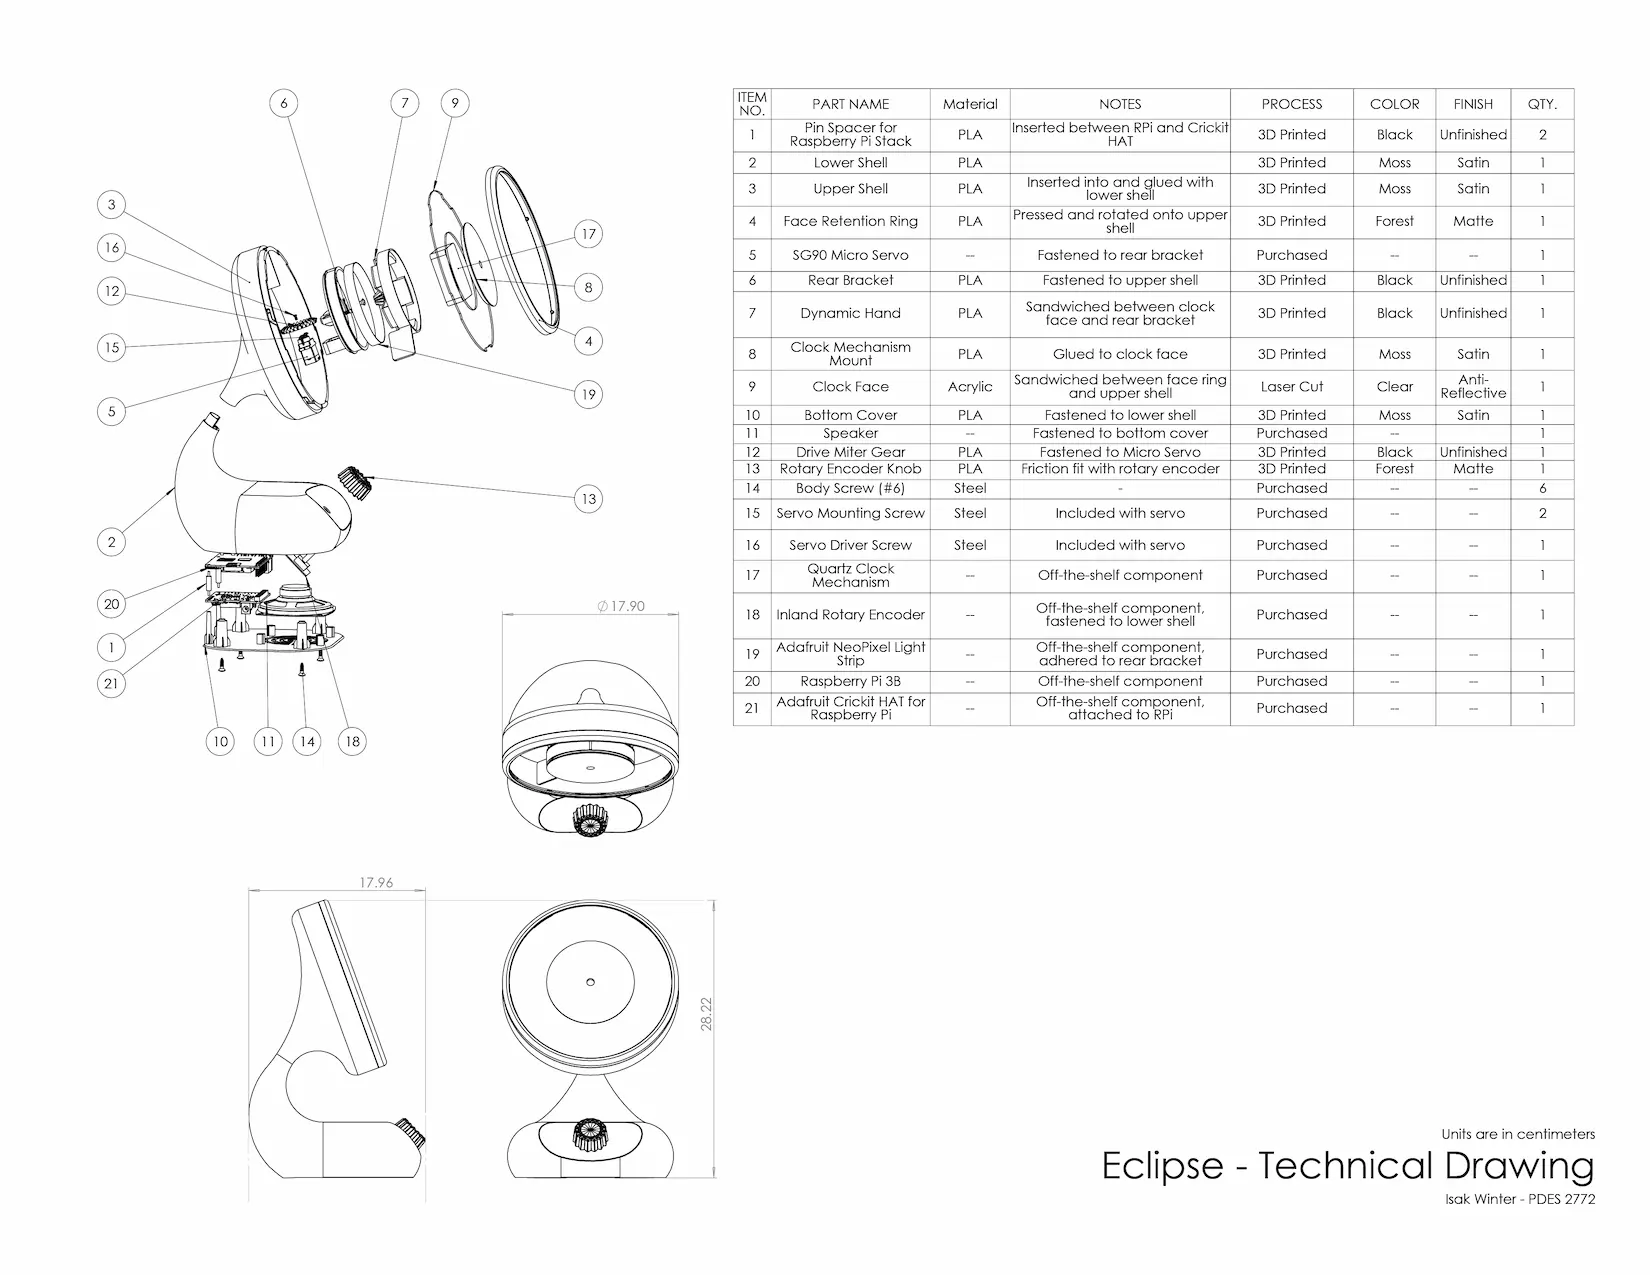 6 7 9
3
16
12
15
5
17
8
4
19
13
2
20
1
21
10 11 14 18
ITEM NO. PART NAME Material NOTES PROCESS COLOR FINISH QTY.
1 Pin Spacer for Raspberry Pi Stack PLA Inserted between RPi and Crickit HAT 3D Printed Black Unfinished 2
2 Lower Shell PLA 3D Printed Moss Satin 1
3 Upper Shell PLA Inserted into and glued with lower shell 3D Printed Moss Satin 1
4 Face Retention Ring PLA Pressed and rotated onto upper shell 3D Printed Forest Matte 1
5 SG90 Micro Servo -- Fastened to rear bracket Purchased -- -- 1
6 Rear Bracket PLA Fastened to upper shell 3D Printed Black Unfinished 1
7 Dynamic Hand PLA Sandwiched between clock face and rear bracket 3D Printed Black Unfinished 1
8 Clock Mechanism Mount PLA Glued to clock face 3D Printed Moss Satin 1
9 Clock Face Acrylic Sandwiched between face ring and upper shell Laser Cut Clear Anti-Reflective 1
10 Bottom Cover PLA Fastened to lower shell 3D Printed Moss Satin 1
11 Speaker -- Fastened to bottom cover Purchased -- 1
12 Drive Miter Gear PLA Fastened to Micro Servo 3D Printed Black Unfinished 1
13 Rotary Encoder Knob PLA Friction fit with rotary encoder 3D Printed Forest Matte 1
14 Body Screw (#6) Steel - Purchased -- -- 6
15 Servo Mounting Screw Steel Included with servo Purchased -- -- 2
16 Servo Driver Screw Steel Included with servo Purchased -- -- 1
17 Quartz Clock Mechanism -- Off-the-shelf component Purchased -- -- 1
18 Inland Rotary Encoder -- Off-the-shelf component, fastened to lower shell Purchased -- -- 1
19 Adafruit NeoPixel Light Strip -- Off-the-shelf component, adhered to rear bracket Purchased -- -- 1
20 Raspberry Pi 3B -- Off-the-shelf component Purchased -- -- 1
21 Adafruit Crickit HAT for Raspberry Pi -- Off-the-shelf component, attached to RPi Purchased -- -- 1
∅17.90
17.96
28.22
Units are in centimeters
Eclipse - Technical Drawing
Isak Winter - PDES 2772